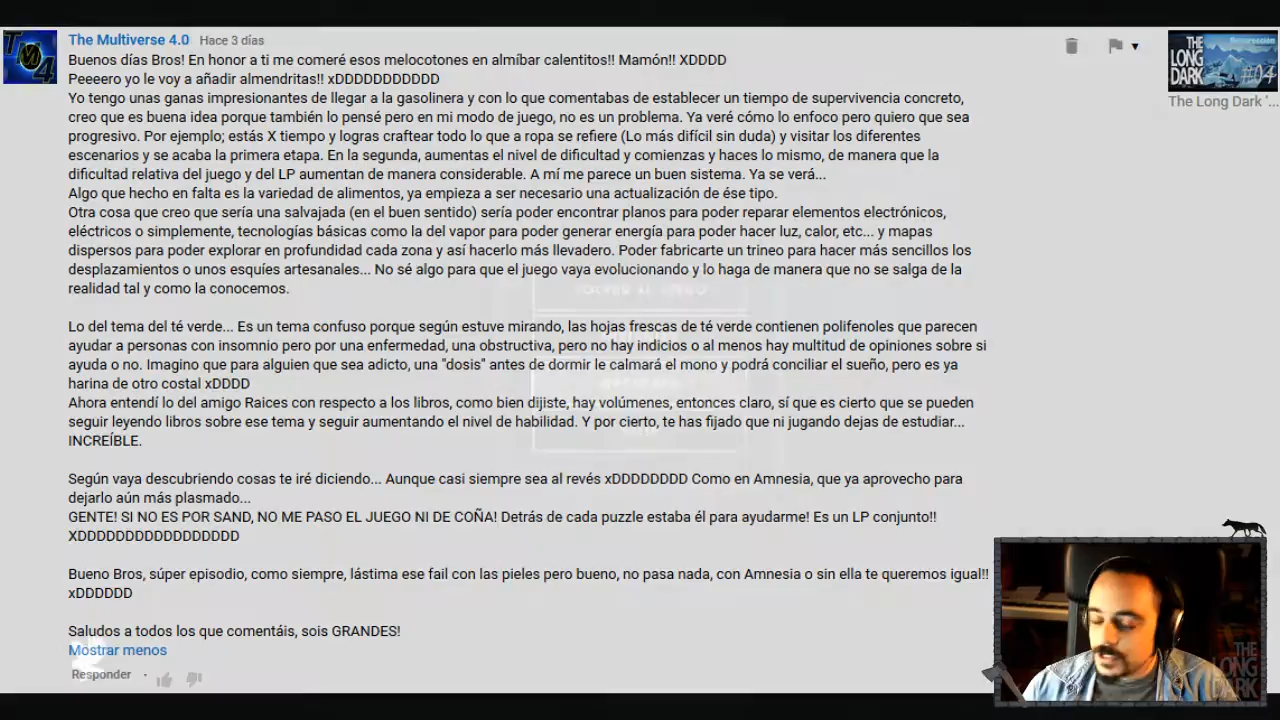 The Multiverse 4.0 Hace 3 días
Buenos días Bros! En honor a ti me comeré esos melocotones en almíbar calentitos!! Mamón!! XDDDD
Peeeero yo le voy a añadir almendritas!! xDDDDDDDDDDD
Yo tengo unas ganas impresionantes de llegar a la gasolinera y con lo que comentabas de establecer un tiempo de supervivencia concreto,
creo que es buena idea porque también lo pensé pero en mi modo de juego, no es un problema. Ya veré cómo lo enfoco pero quiero que sea
progresivo. Por ejemplo; estás X tiempo y logras craftear todo lo que a ropa se refiere (Lo más difícil sin duda) y visitar los diferentes
escenarios y se acaba la primera etapa. En la segunda, aumentas el nivel de dificultad y comienzas y haces lo mismo, de manera que la
dificultad relativa del juego y del LP aumentan de manera considerable. A mí me parece un buen sistema. Ya se verá...
Algo que hecho en falta es la variedad de alimentos, ya empieza a ser necesario una actualización de ése tipo.
Otra cosa que creo que sería una salvajada (en el buen sentido) sería poder encontrar planos para poder reparar elementos electrónicos,
eléctricos o simplemente, tecnologías básicas como la del vapor para poder generar energía para poder hacer luz, calor, etc... y mapas
dispersos para poder explorar en profundidad cada zona y así hacerlo más llevadero. Poder fabricarte un trineo para hacer más sencillos los
desplazamientos o unos esquíes artesanales... No sé algo para que el juego vaya evolucionando y lo haga de manera que no se salga de la
realidad tal y como la conocemos.
Lo del tema del té verde... Es un tema confuso porque según estuve mirando, las hojas frescas de té verde contienen polifenoles que parecen
ayudar a personas con insomnio pero por una enfermedad, una obstructiva, pero no hay indicios o al menos hay multitud de opiniones sobre si
ayuda o no. Imagino que para alguien que sea adicto, una "dosis" antes de dormir le calmará el mono y podrá conciliar el sueño, pero es ya
harina de otro costal xDDDD
Ahora entendí lo del amigo Raices con respecto a los libros, como bien dijiste, hay volúmenes, entonces claro, sí que es cierto que se pueden
seguir leyendo libros sobre ese tema y seguir aumentando el nivel de habilidad. Y por cierto, te has fijado que ni jugando dejas de estudiar...
INCREÍBLE.
Según vaya descubriendo cosas te iré diciendo... Aunque casi siempre sea al revés xDDDDDDDD Como en Amnesia, que ya aprovecho para
dejarlo aún más plasmado...
GENTE! SI NO ES POR SAND, NO ME PASO EL JUEGO NI DE COÑA! Detrás de cada puzzle estaba él para ayudarme! Es un LP conjunto!!
XDDDDDDDDDDDDDDDDD
Bueno Bros, súper episodio, como siempre, lástima ese fail con las pieles pero bueno, no pasa nada, con Amnesia o sin ella te queremos igual!!
xDDDDDD
Saludos a todos los que comentáis, sois GRANDES!
Mostrar menos
Responder
TM4
THE
LONG
DARK
#04
The Long Dark '...
THE
LONG
DARK